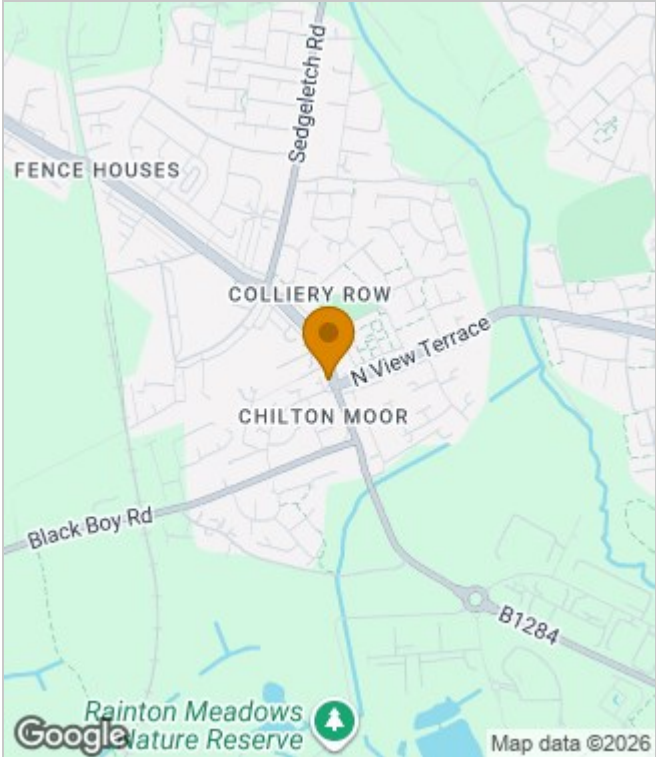 Sedgeletch Rd
FENCE HOUSES
COLLIERY ROW
N View Terrace
CHILTON MOOR
Black Boy Rd
B1284
Rainton Meadows
Nature Reserve
Google
Map data ©2026